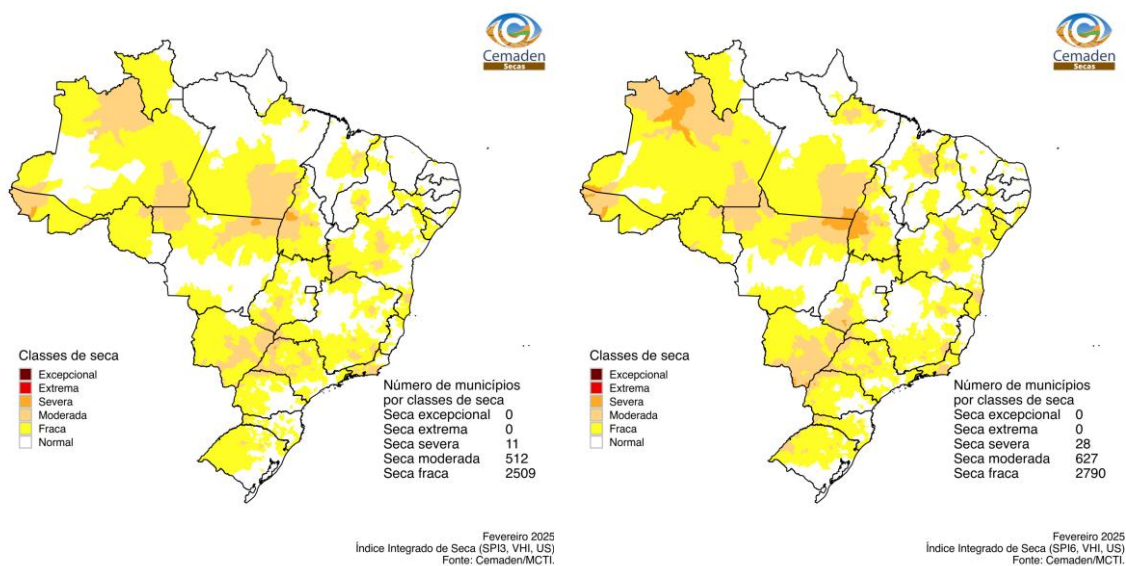 Cemaden
Secas
Classes de seca
Excepcional
Extrema
Severa
Moderada
Fraca
Normal
Número de municípios
por classes de seca
Seca excepcional 0
Seca extrema 0
Seca severa 11
Seca moderada 512
Seca fraca 2509
Fevereiro 2025
Índice Integrado de Seca (SPI3, VHI, US)
Fonte: Cemaden/MCTI.
Cemaden
Secas
Classes de seca
Excepcional
Extrema
Severa
Moderada
Fraca
Normal
Número de municípios
por classes de seca
Seca excepcional 0
Seca extrema 0
Seca severa 28
Seca moderada 627
Seca fraca 2790
Fevereiro 2025
Índice Integrado de Seca (SPI6, VHI, US)
Fonte: Cemaden/MCTI.